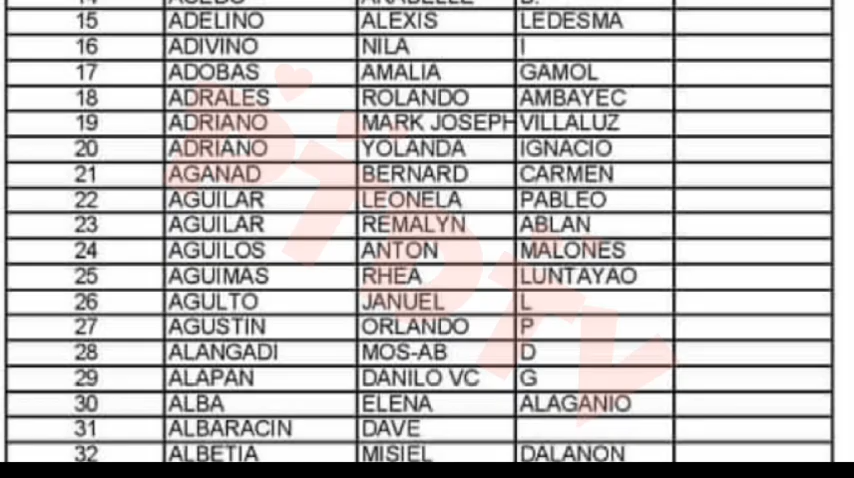 15 ADELINO ALEXIS LEDESMA
16 ADIVINO NILA I
17 ADOBAS AMALIA GAMOL
18 ADRALES ROLANDO AMBAYEC
19 ADRIANO MARK JOSEPH VILLALUZ
20 ADRIANO YOLANDA IGNACIO
21 AGANAD BERNARD CARMEN
22 AGUILAR LEONELA PABLEO
23 AGUILAR REMALYN ABLAN
24 AGUILOS ANTON MALONES
25 AGUIMAS RHEA LUNTAYAO
26 AGULTO JANUEL L
27 AGUSTIN ORLANDO P
28 ALANGADI MOS-AB D
29 ALAPAN DANILO VC G
30 ALBA ELENA ALAGANIO
31 ALBARACIN DAVE
32 ALBETIA MISIEL DALANON